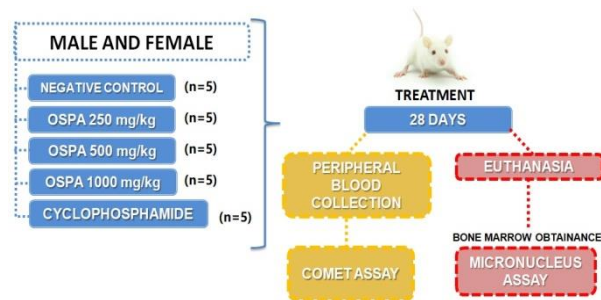 MALE AND FEMALE
NEGATIVE CONTROL (n=5)
OSPA 250 mg/kg (n=5)
OSPA 500 mg/kg (n=5)
OSPA 1000 mg/kg (n=5)
CYCLOPHOSPHAMIDE (n=5)
TREATMENT
28 DAYS
PERIPHERAL
BLOOD
COLLECTION
COMET ASSAY
EUTHANASIA
BONE MARROW OBTAINANCE
MICRONUCLEUS
ASSAY